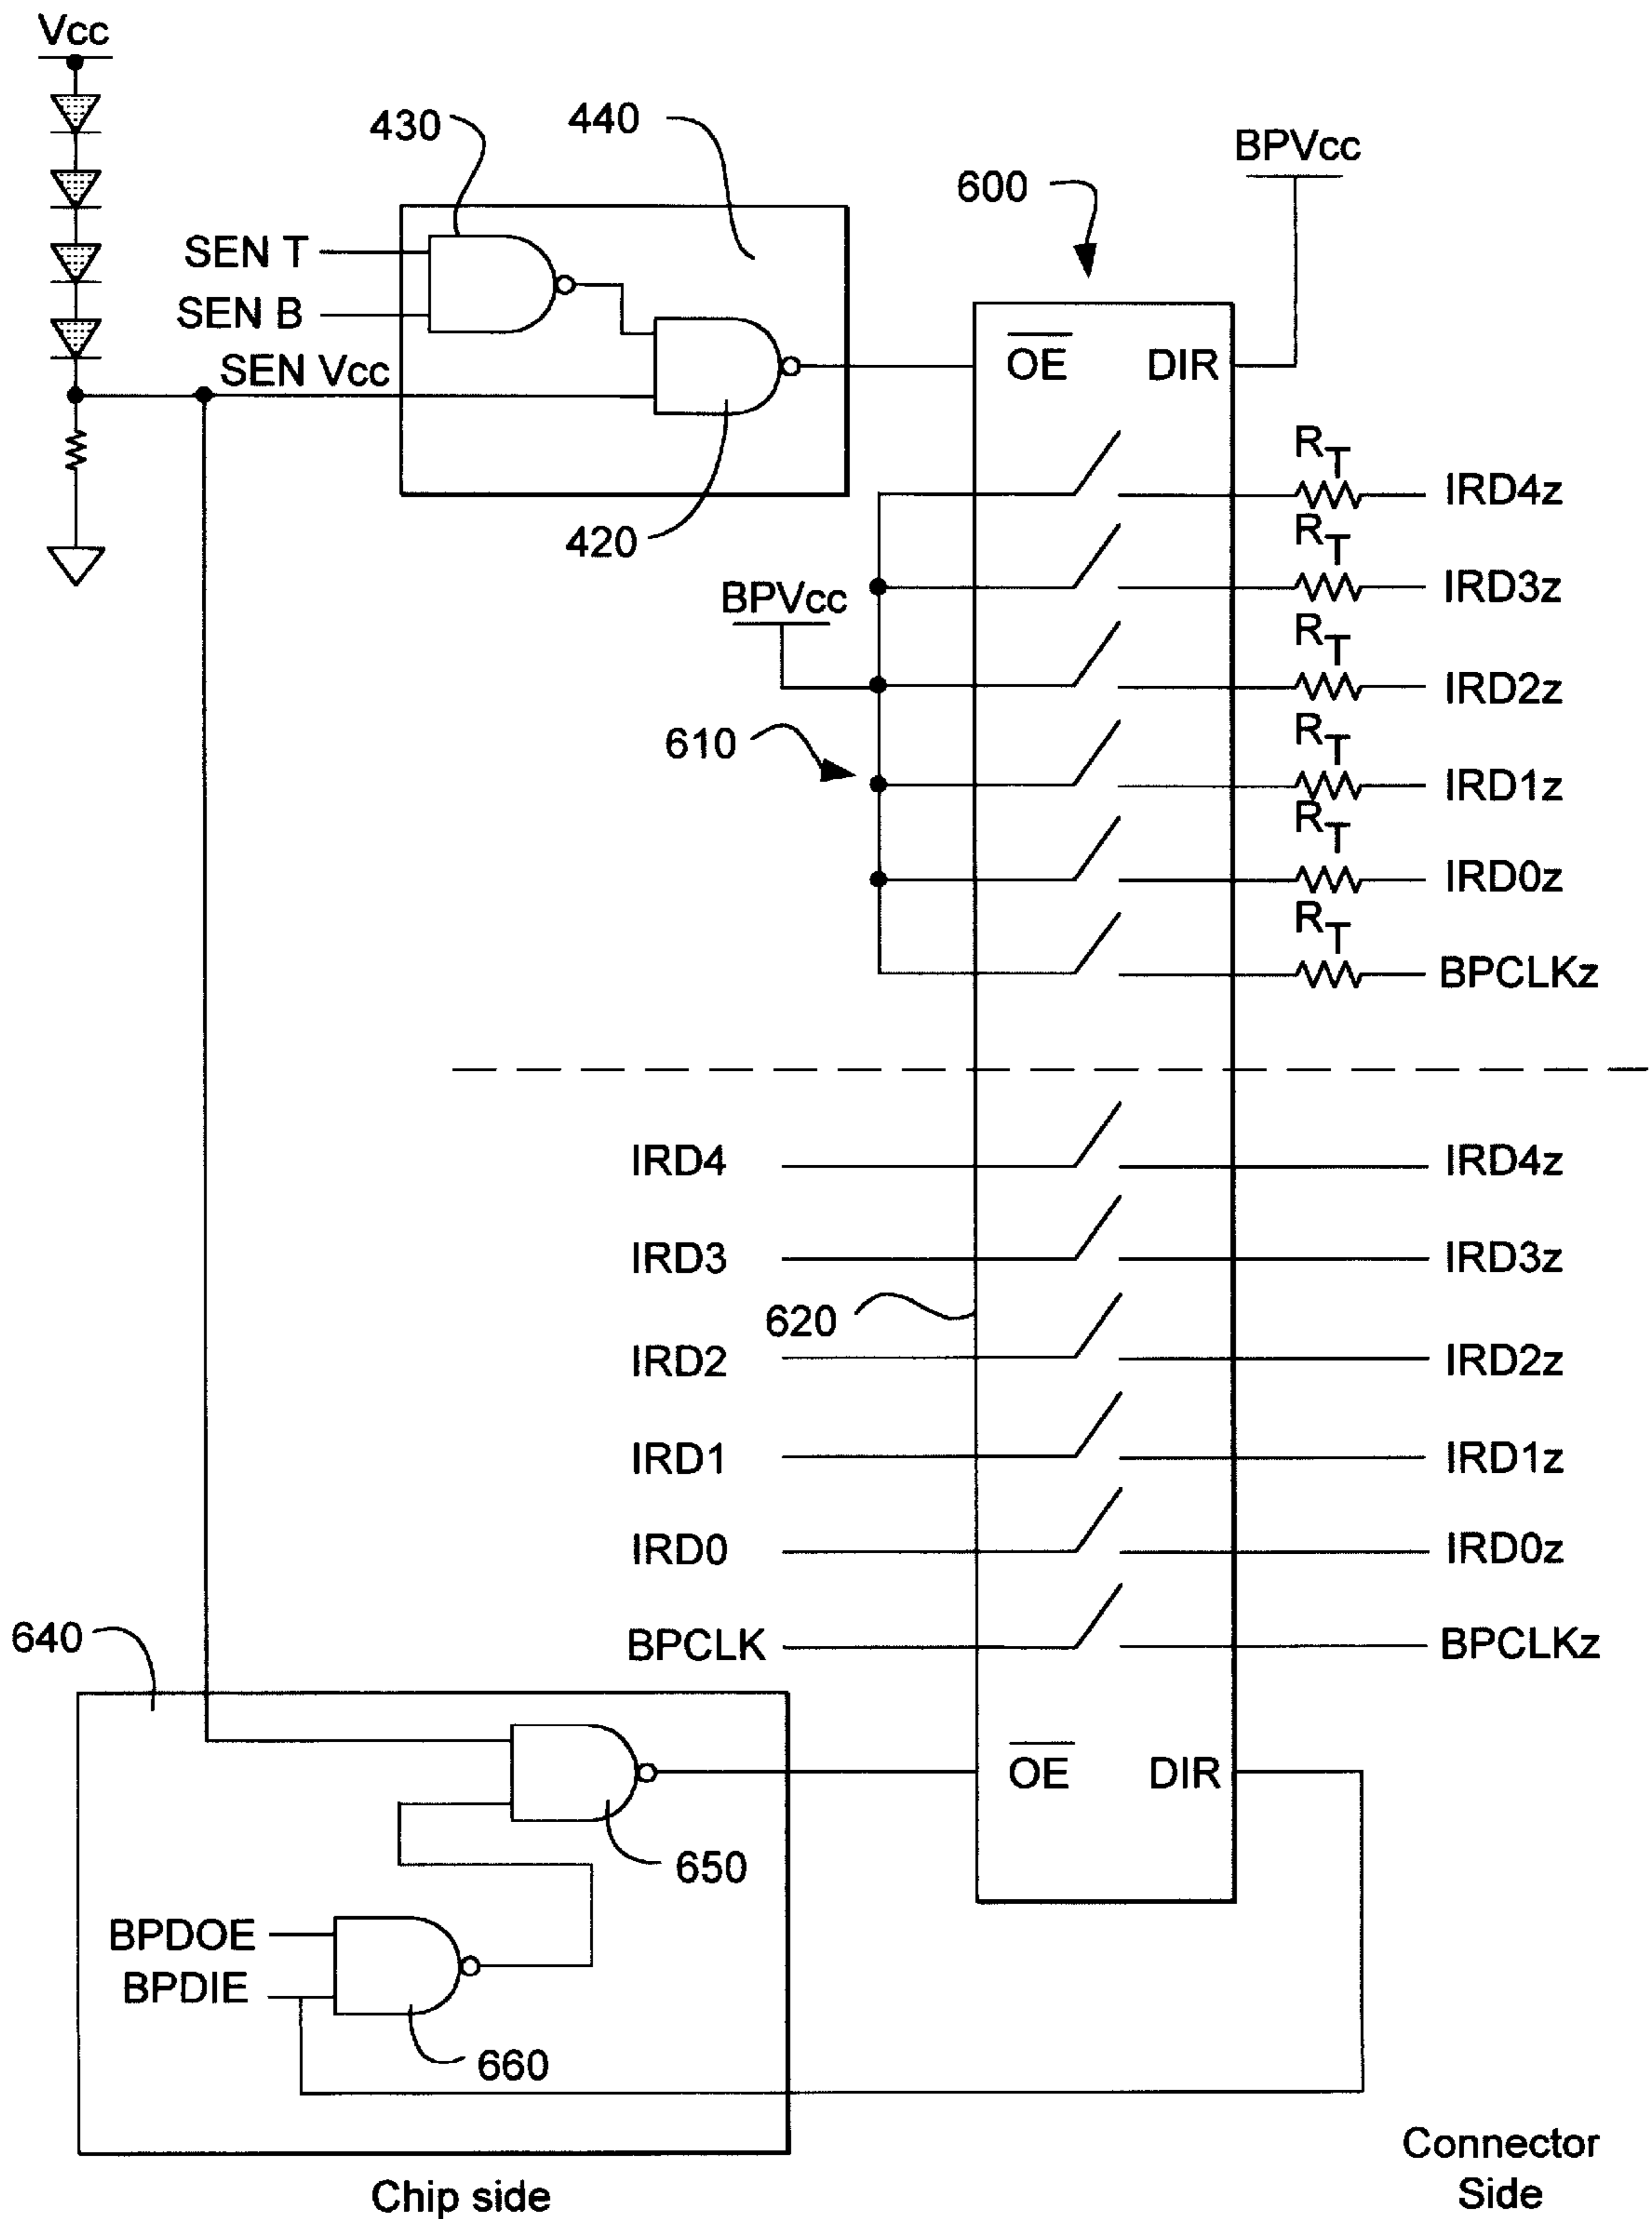 Vcc
430
440
600
BPVcc
SEN T
SEN B
SEN Vcc
OE DIR
420
RT IRD4z
RT IRD3z
BPVcc
RT IRD2z
610
RT IRD1z
RT IRD0z
RT BPCLKz
IRD4 IRD4z
IRD3 IRD3z
620
IRD2 IRD2z
IRD1 IRD1z
IRD0 IRD0z
640
BPCLK BPCLKz
OE DIR
650
BPDOE
BPDIE
660
Chip side
Connector
Side